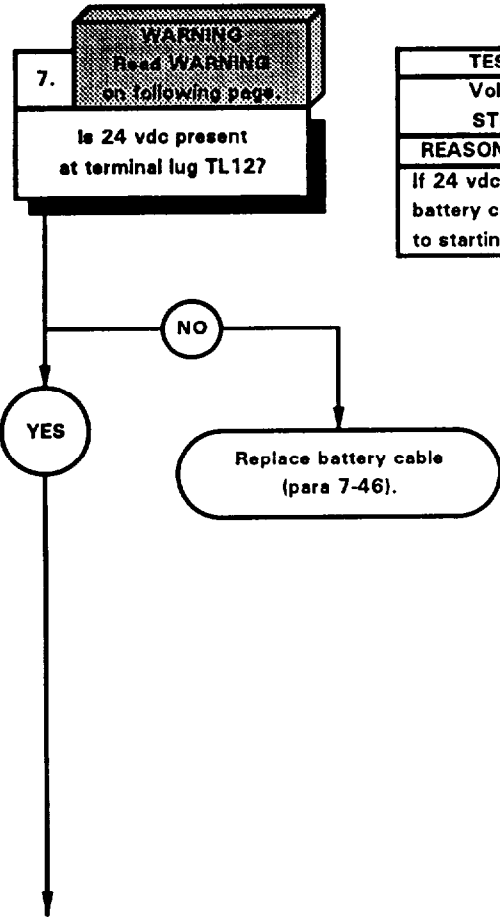 7.
WARNING
Read WARNING
on following page.
Is 24 vdc present
at terminal lug TL12?
TES
Vol
ST
REASON
If 24 vdc
battery c
to startin
NO
YES
Replace battery cable
(para 7-46).